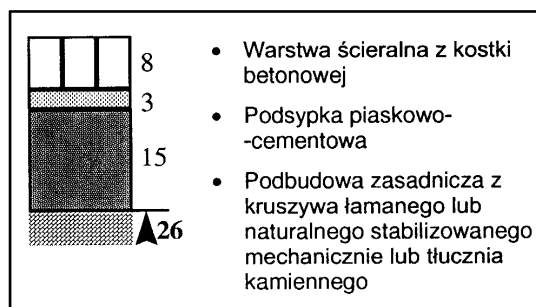 8
3
15
26
• Warstwa ścieralna z kostki
betonowej
• Podsypka piaskowo-
-cementowa
• Podbudowa zasadnicza z
kruszywa łamanego lub
naturalnego stabilizowanego
mechanicznie lub tłucznia
kamiennego